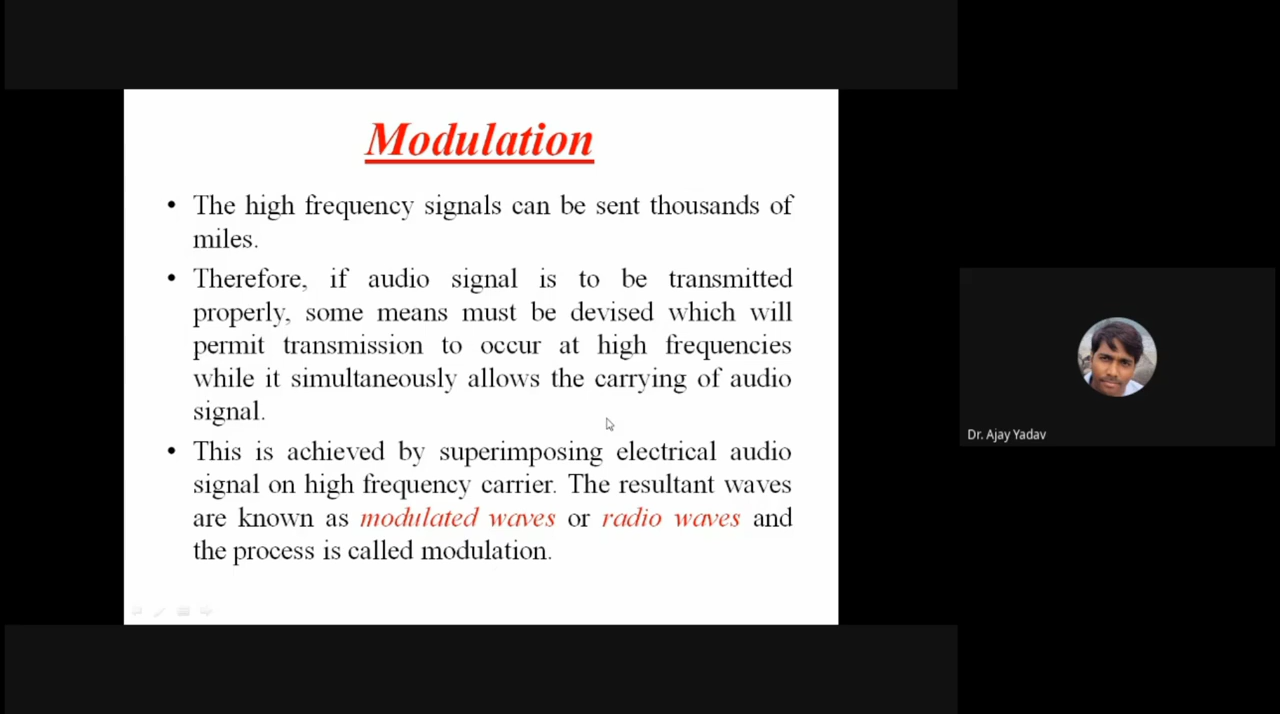 Modulation
• The high frequency signals can be sent thousands of
miles.
• Therefore, if audio signal is to be transmitted
properly, some means must be devised which will
permit transmission to occur at high frequencies
while it simultaneously allows the carrying of audio
signal.
• This is achieved by superimposing electrical audio
signal on high frequency carrier. The resultant waves
are known as modulated waves or radio waves and
the process is called modulation.
Dr. Ajay Yadav